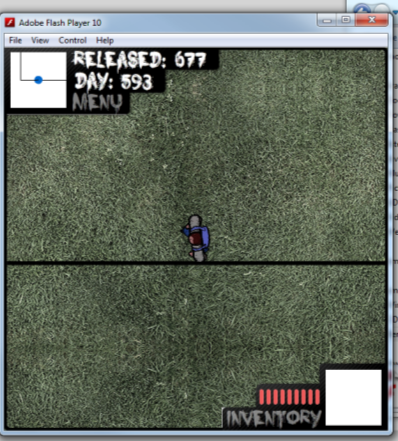 Adobe Flash Player 10
File View Control Help
RELEASED: 677
DAY: 593
MENU
INVENTORY